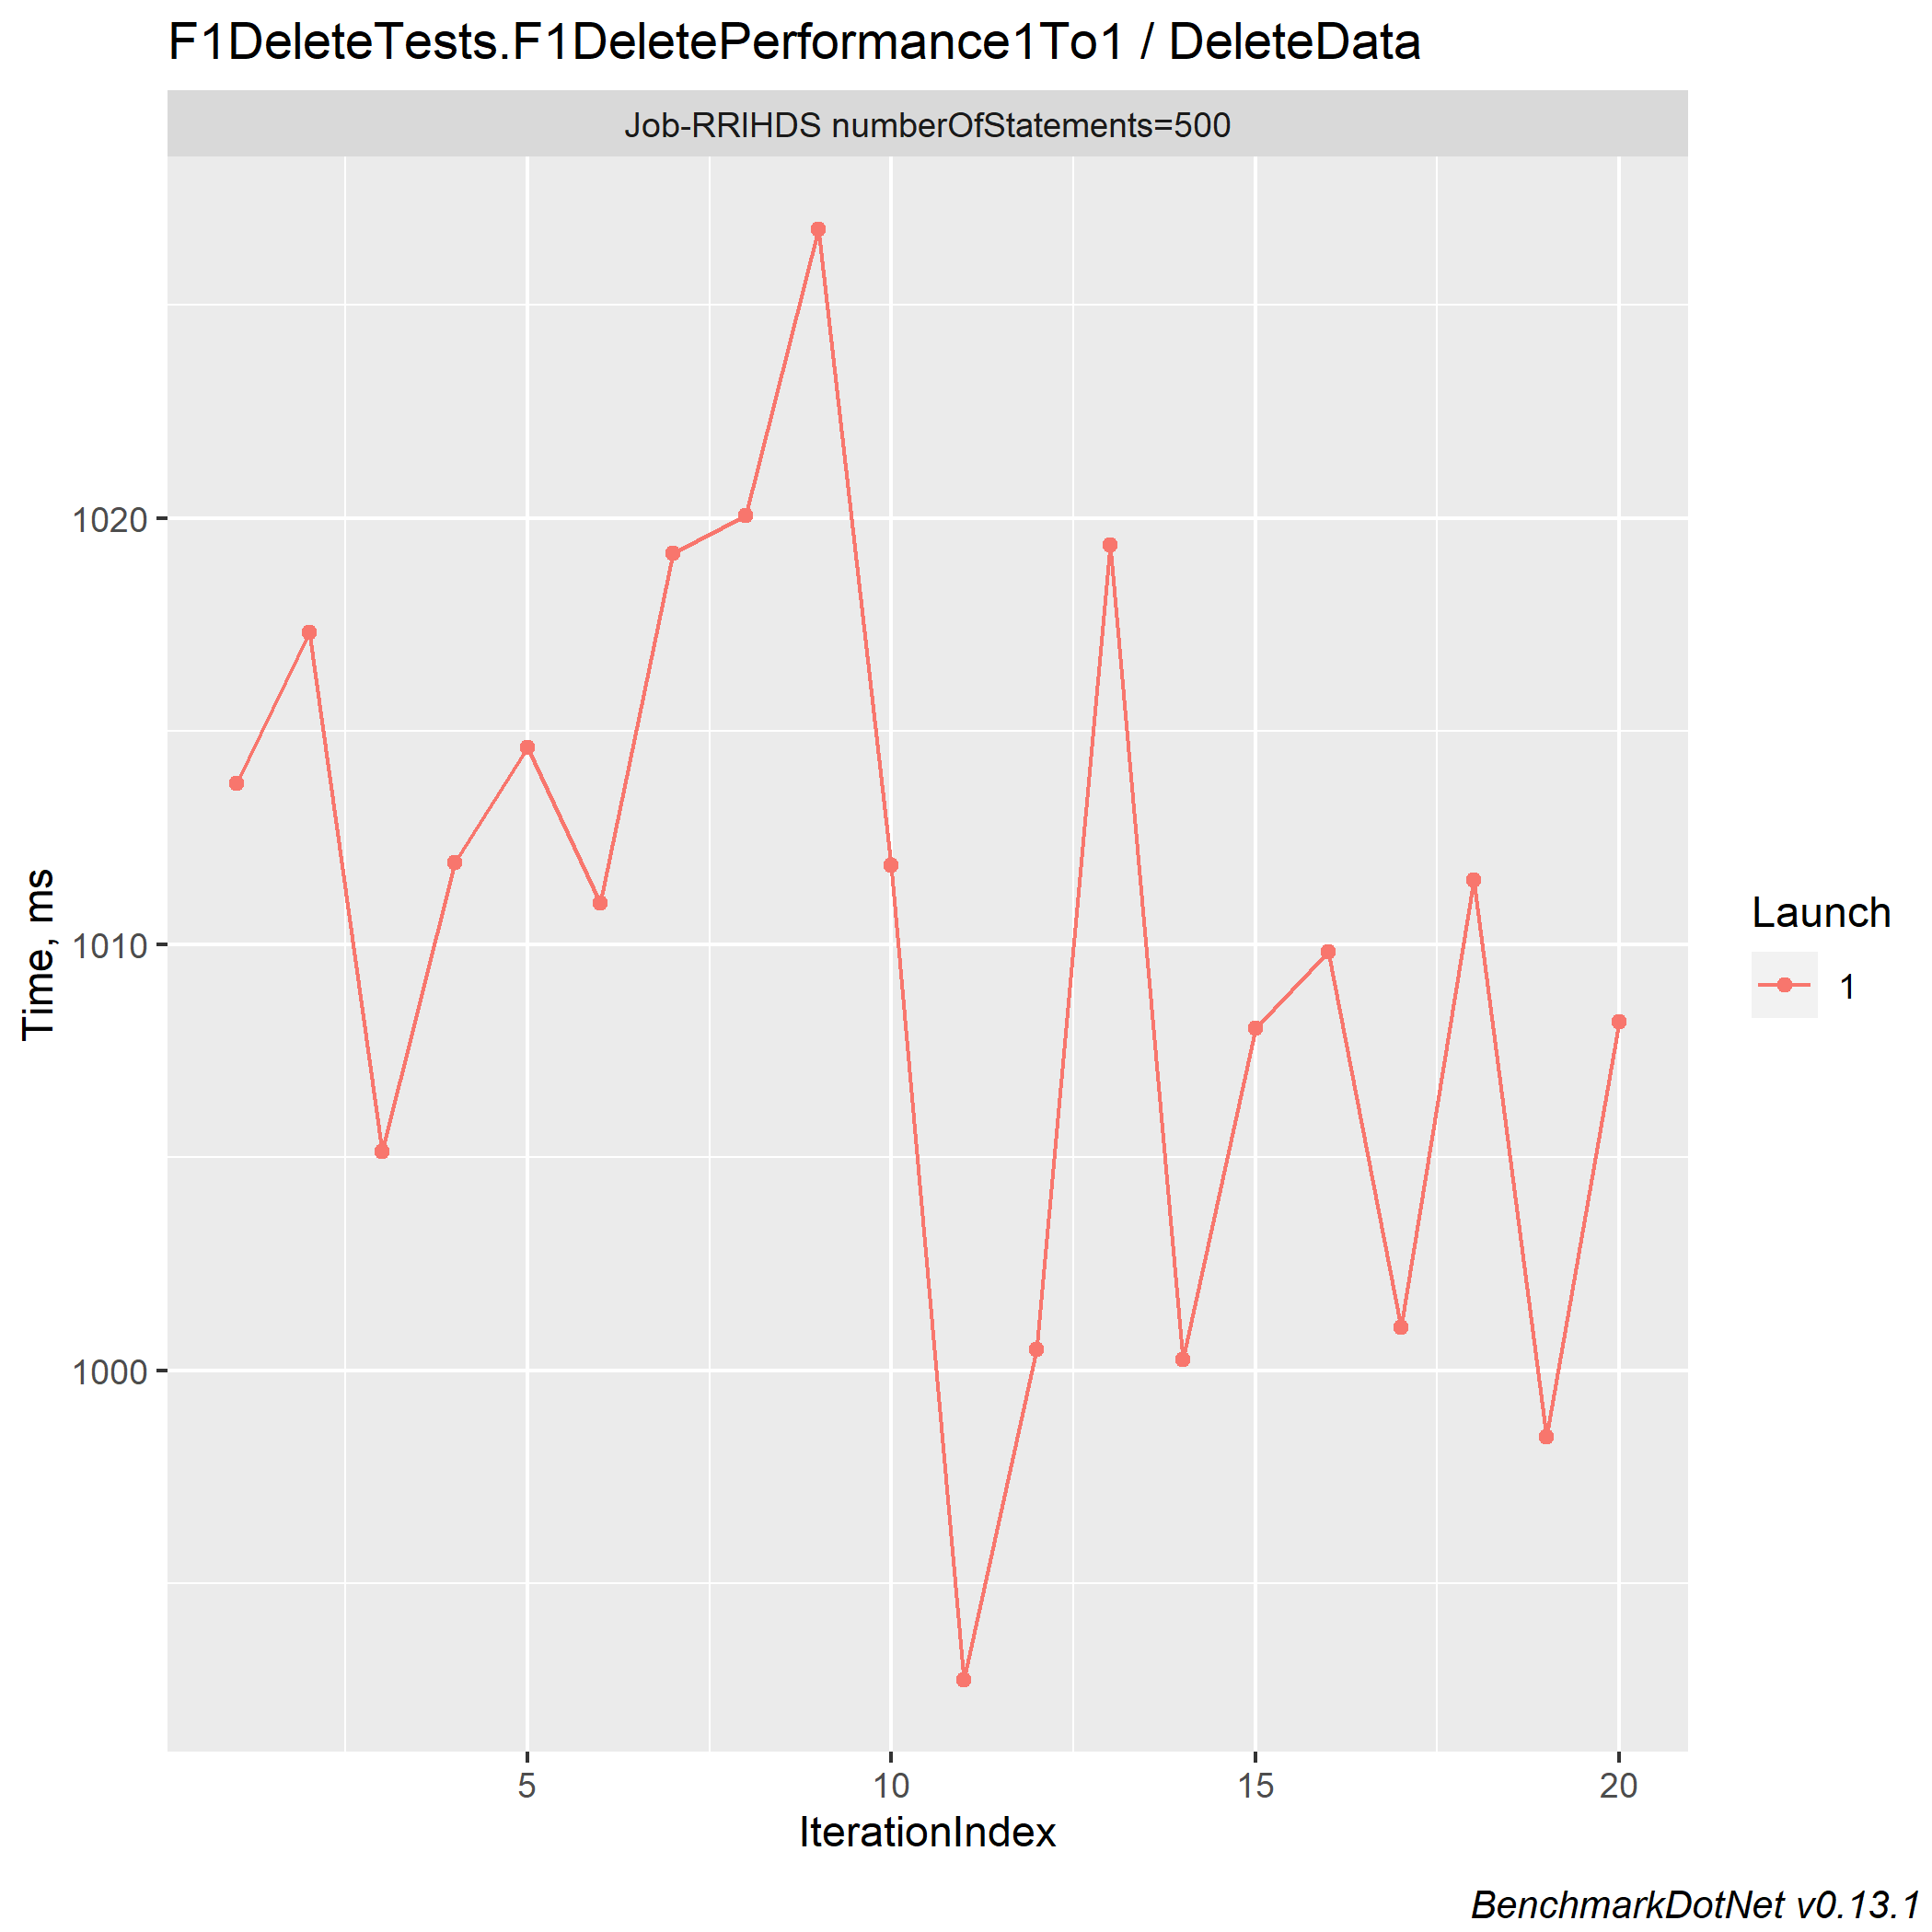 F1DeleteTests.F1DeletePerformance1To1 / DeleteData
Job-RRIHDS numberOfStatements=500
1020
1010
1000
Time, ms
5
10
15
20
IterationIndex
Launch
1
BenchmarkDotNet v0.13.1